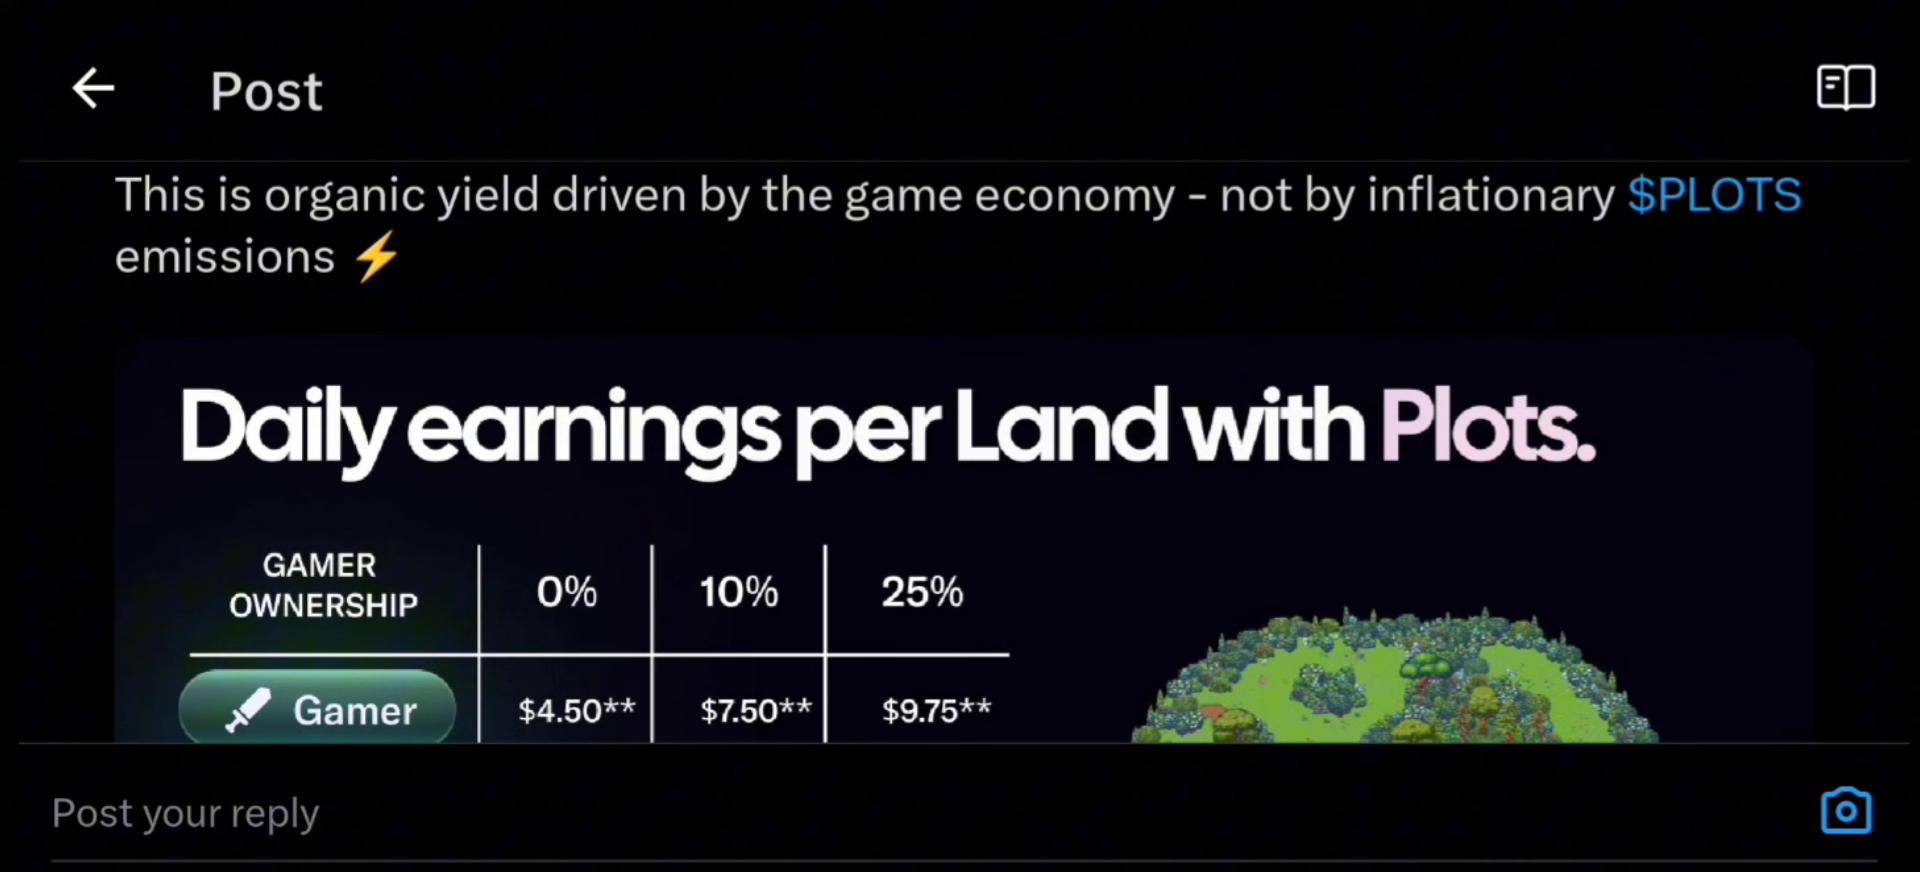 Post
This is organic yield driven by the game economy - not by inflationary $PLOTS
emissions ⚡
Daily earnings per Land with Plots.
GAMER
OWNERSHIP
0%
10%
25%
Gamer
$4.50**
$7.50**
$9.75**
Post your reply